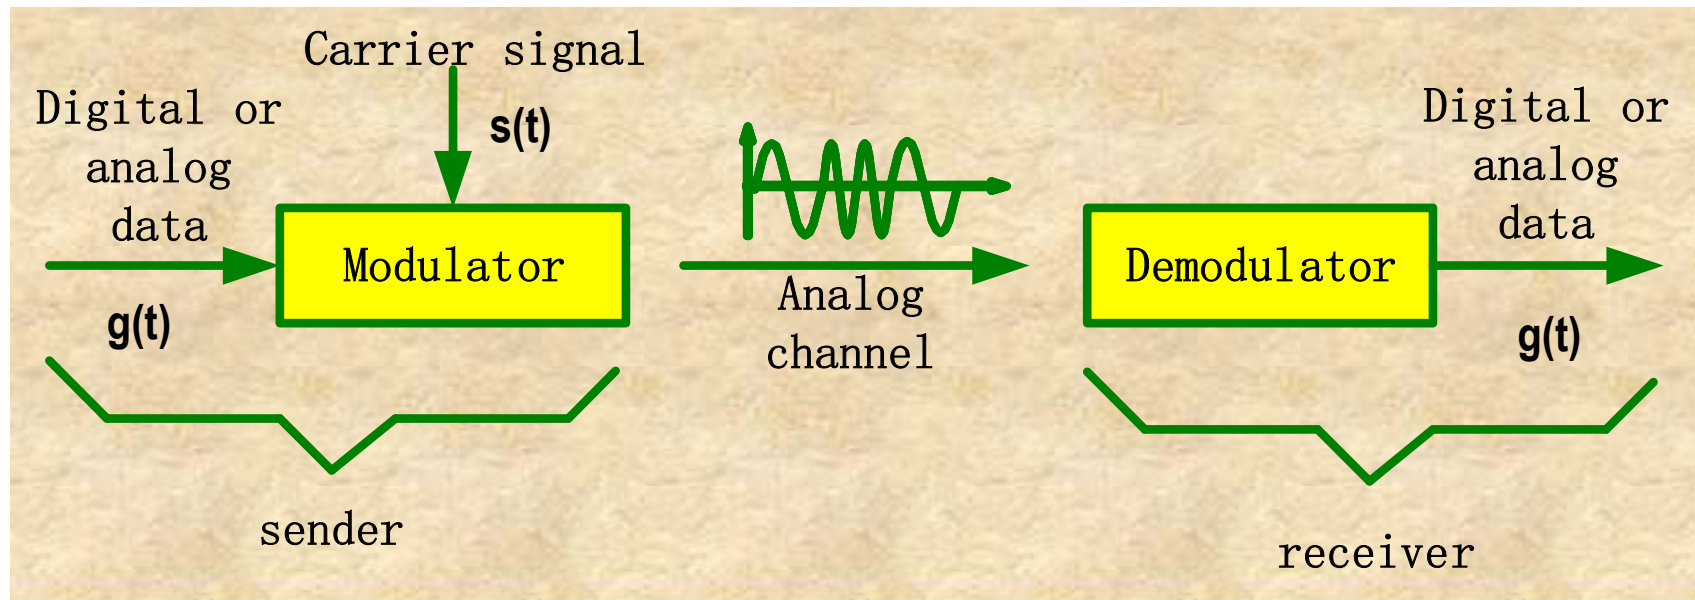 Carrier signal
s(t)
Digital or
analog
data
g(t)
Modulator
sender
Analog
channel
Demodulator
Digital or
analog
data
g(t)
receiver